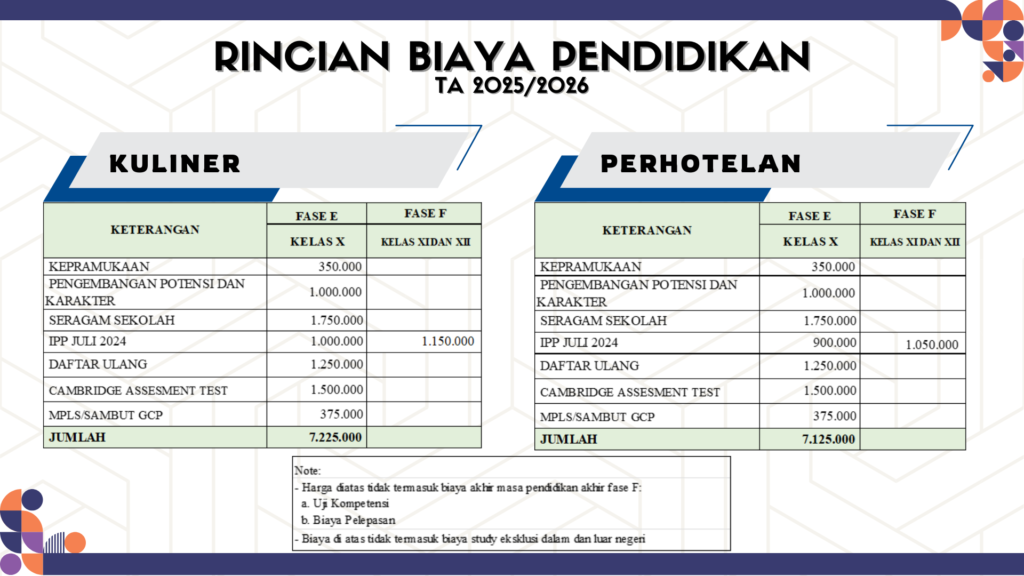 RINCIAN BIAYA PENDIDIKAN
TA 2025/2026
KULINER
KETERANGAN FASE E FASE F
KELAS X KELAS XI DAN XII
KEPRAMUKAAN 350.000
PENGEMBANGAN POTENSI DAN
KARAKTER 1.000.000
SERAGAM SEKOLAH 1.750.000
IPP JULI 2024 1.000.000 1.150.000
DAFTAR ULANG 1.250.000
CAMBRIDGE ASSESMENT TEST 1.500.000
MPLS/SAMBUT GCP 375.000
JUMLAH 7.225.000
PERHOTELAN
KETERANGAN FASE E FASE F
KELAS X KELAS XI DAN XII
KEPRAMUKAAN 350.000
PENGEMBANGAN POTENSI DAN
KARAKTER 1.000.000
SERAGAM SEKOLAH 1.750.000
IPP JULI 2024 900.000 1.050.000
DAFTAR ULANG 1.250.000
CAMBRIDGE ASSESMENT TEST 1.500.000
MPLS/SAMBUT GCP 375.000
JUMLAH 7.125.000
Note:
- Harga diatas tidak termasuk biaya akhir masa pendidikan akhir fase F:
a. Uji Kompetensi
b. Biaya Pelepasan
- Biaya di atas tidak termasuk biaya study eksklusi dalam dan luar negeri